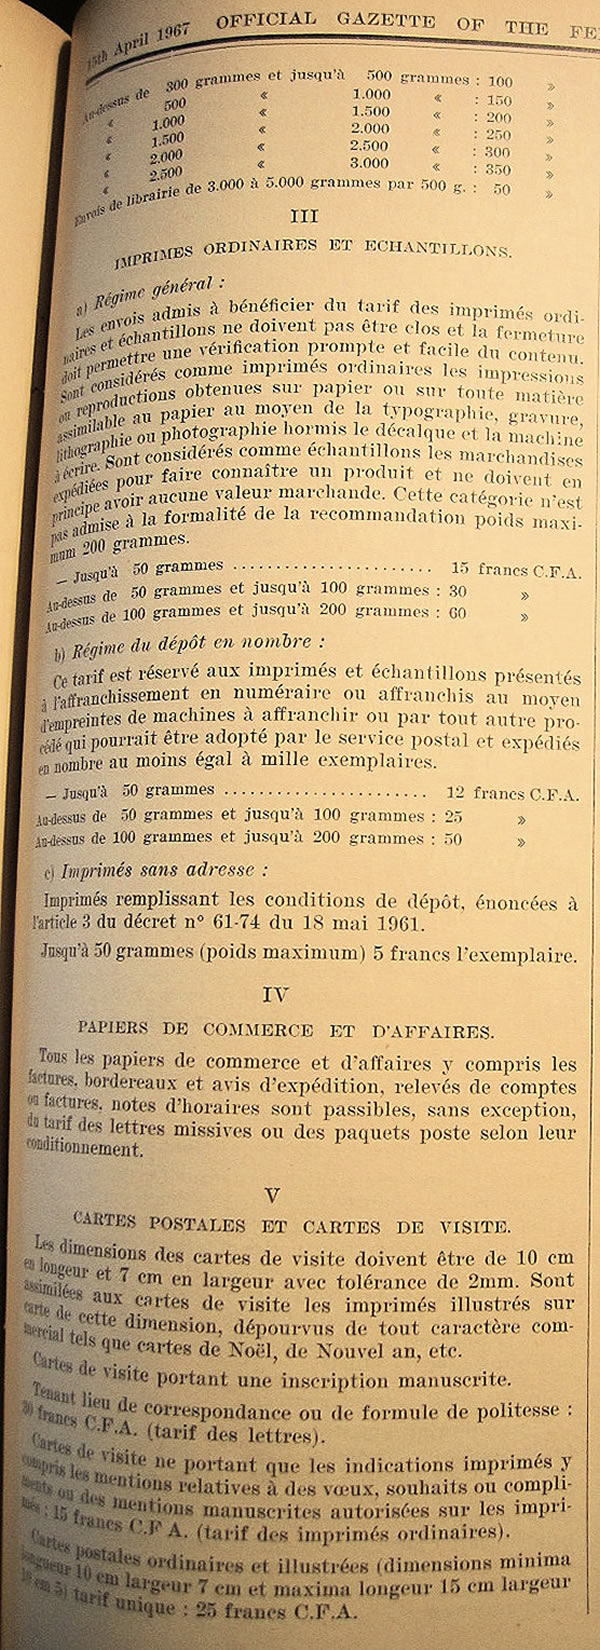 15th April 1967 OFFICIAL GAZETTE OF THE FE
Au-dessus de 300 grammes et jusqu'à 500 grammes : 100 »
« 500 « 1.000 « : 150 »
« 1.000 « 1.500 « : 200 »
« 1.500 « 2.000 « : 250 »
« 2.000 « 2.500 « : 300 »
« 2.500 « 3.000 « : 350 »
Envois de librairie de 3.000 à 5.000 grammes par 500 g. : 50 »
III
IMPRIMES ORDINAIRES ET ECHANTILLONS.
a) Régime général :
Les envois admis à bénéficier du tarif des imprimés ordi-
naires et échantillons ne doivent pas être clos et la fermeture
doit permettre une vérification prompte et facile du contenu.
Sont considérés comme imprimés ordinaires les impressions
ou reproductions obtenues sur papier ou sur toute matière
assimilable au papier au moyen de la typographie, gravure,
lithographie ou photographie hormis le décalque et la machine
à écrire. Sont considérés comme échantillons les marchandises
expédiées pour faire connaître un produit et ne doivent en
principe avoir aucune valeur marchande. Cette catégorie n'est
pas admise à la formalité de la recommandation poids maxi-
mum 200 grammes.
— Jusqu'à 50 grammes ........................ 15 francs C.F.A.
Au-dessus de 50 grammes et jusqu'à 100 grammes : 30 »
Au-dessus de 100 grammes et jusqu'à 200 grammes : 60 »
b) Régime du dépôt en nombre :
Ce tarif est réservé aux imprimés et échantillons présentés
à l'affranchissement en numéraire ou affranchis au moyen
d'empreintes de machines à affranchir ou par tout autre pro-
cédé qui pourrait être adopté par le service postal et expédiés
en nombre au moins égal à mille exemplaires.
— Jusqu'à 50 grammes ........................ 12 francs C.F.A.
Au-dessus de 50 grammes et jusqu'à 100 grammes : 25 »
Au-dessus de 100 grammes et jusqu'à 200 grammes : 50 »
c) Imprimés sans adresse :
Imprimés remplissant les conditions de dépôt, énoncées à
l'article 3 du décret n° 61-74 du 18 mai 1961.
Jusqu'à 50 grammes (poids maximum) 5 francs l'exemplaire.
IV
PAPIERS DE COMMERCE ET D'AFFAIRES.
Tous les papiers de commerce et d'affaires y compris les
factures, bordereaux et avis d'expédition, relevés de comptes
ou factures, notes d'horaires sont passibles, sans exception,
du tarif des lettres missives ou des paquets poste selon leur
conditionnement.
V
CARTES POSTALES ET CARTES DE VISITE.
Les dimensions des cartes de visite doivent être de 10 cm
en longeur et 7 cm en largeur avec tolérance de 2mm. Sont
assimilées aux cartes de visite les imprimés illustrés sur
carte de cette dimension, dépourvus de tout caractère com-
mercial tels que cartes de Noël, de Nouvel an, etc.
Cartes de visite portant une inscription manuscrite.
Tenant lieu de correspondance ou de formule de politesse :
30 francs C.F.A. (tarif des lettres).
Cartes de visite ne portant que les indications imprimés y
compris les mentions relatives à des vœux, souhaits ou compli-
ments ou des mentions manuscrites autorisées sur les impri-
més : 15 francs C.F A. (tarif des imprimés ordinaires).
Cartes postales ordinaires et illustrées (dimensions minima
longueur 10 cm largeur 7 cm et maxima longeur 15 cm largeur
10 cm 5) tarif unique : 25 francs C.F.A.